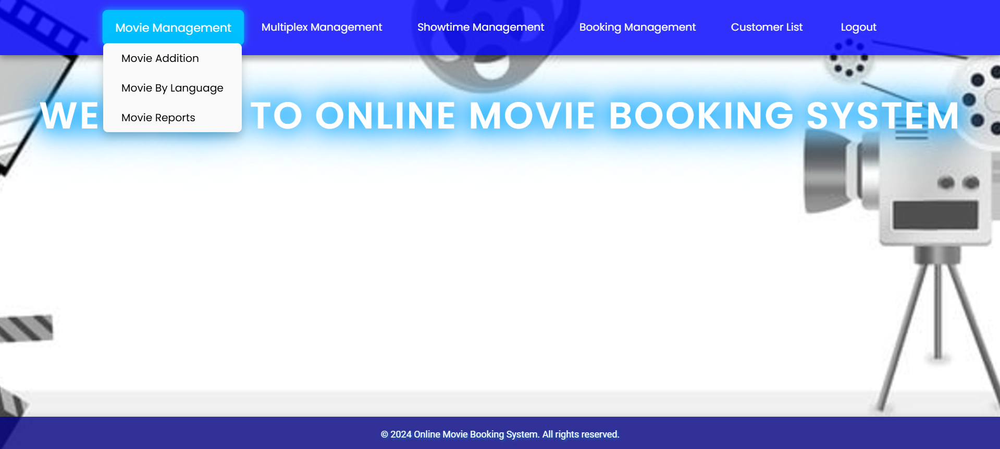 Movie Management Multiplex Management Showtime Management Booking Management Customer List Logout
Movie Addition
Movie By Language
Movie Reports
WE TO ONLINE MOVIE BOOKING SYSTEM
© 2024 Online Movie Booking System. All rights reserved.